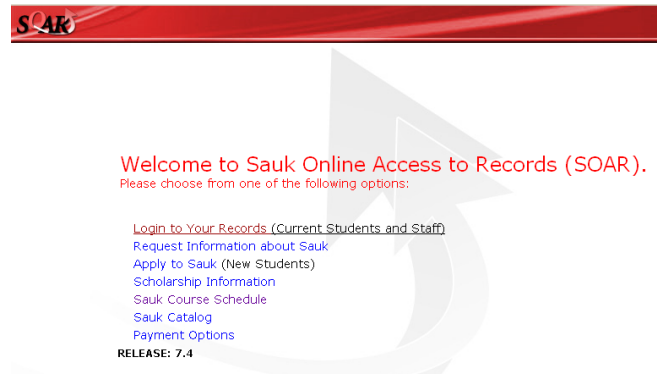 SOAR
Welcome to Sauk Online Access to Records (SOAR).
Please choose from one of the following options:
Login to Your Records (Current Students and Staff)
Request Information about Sauk
Apply to Sauk (New Students)
Scholarship Information
Sauk Course Schedule
Sauk Catalog
Payment Options
RELEASE: 7.4